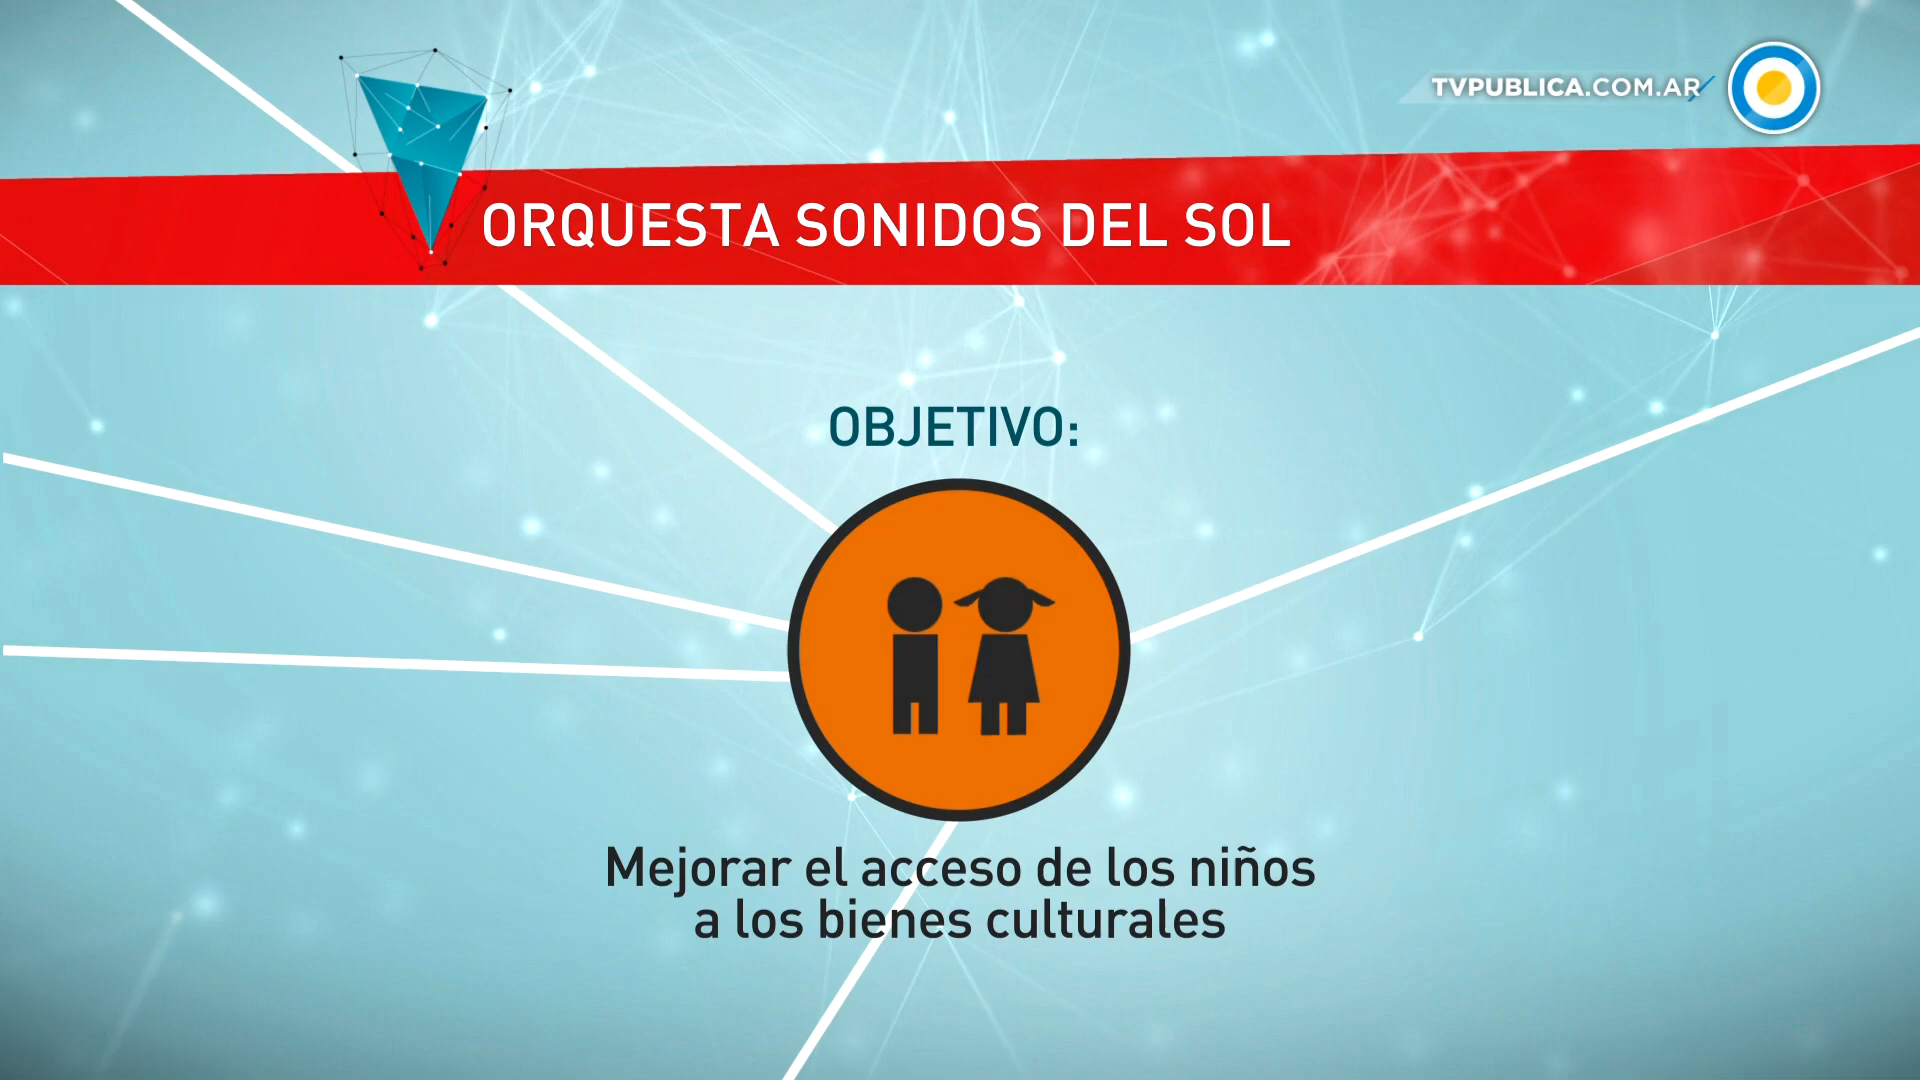 TVPUBLICA.COM.AR
ORQUESTA SONIDOS DEL SOL
OBJETIVO:
Mejorar el acceso de los niños
a los bienes culturales